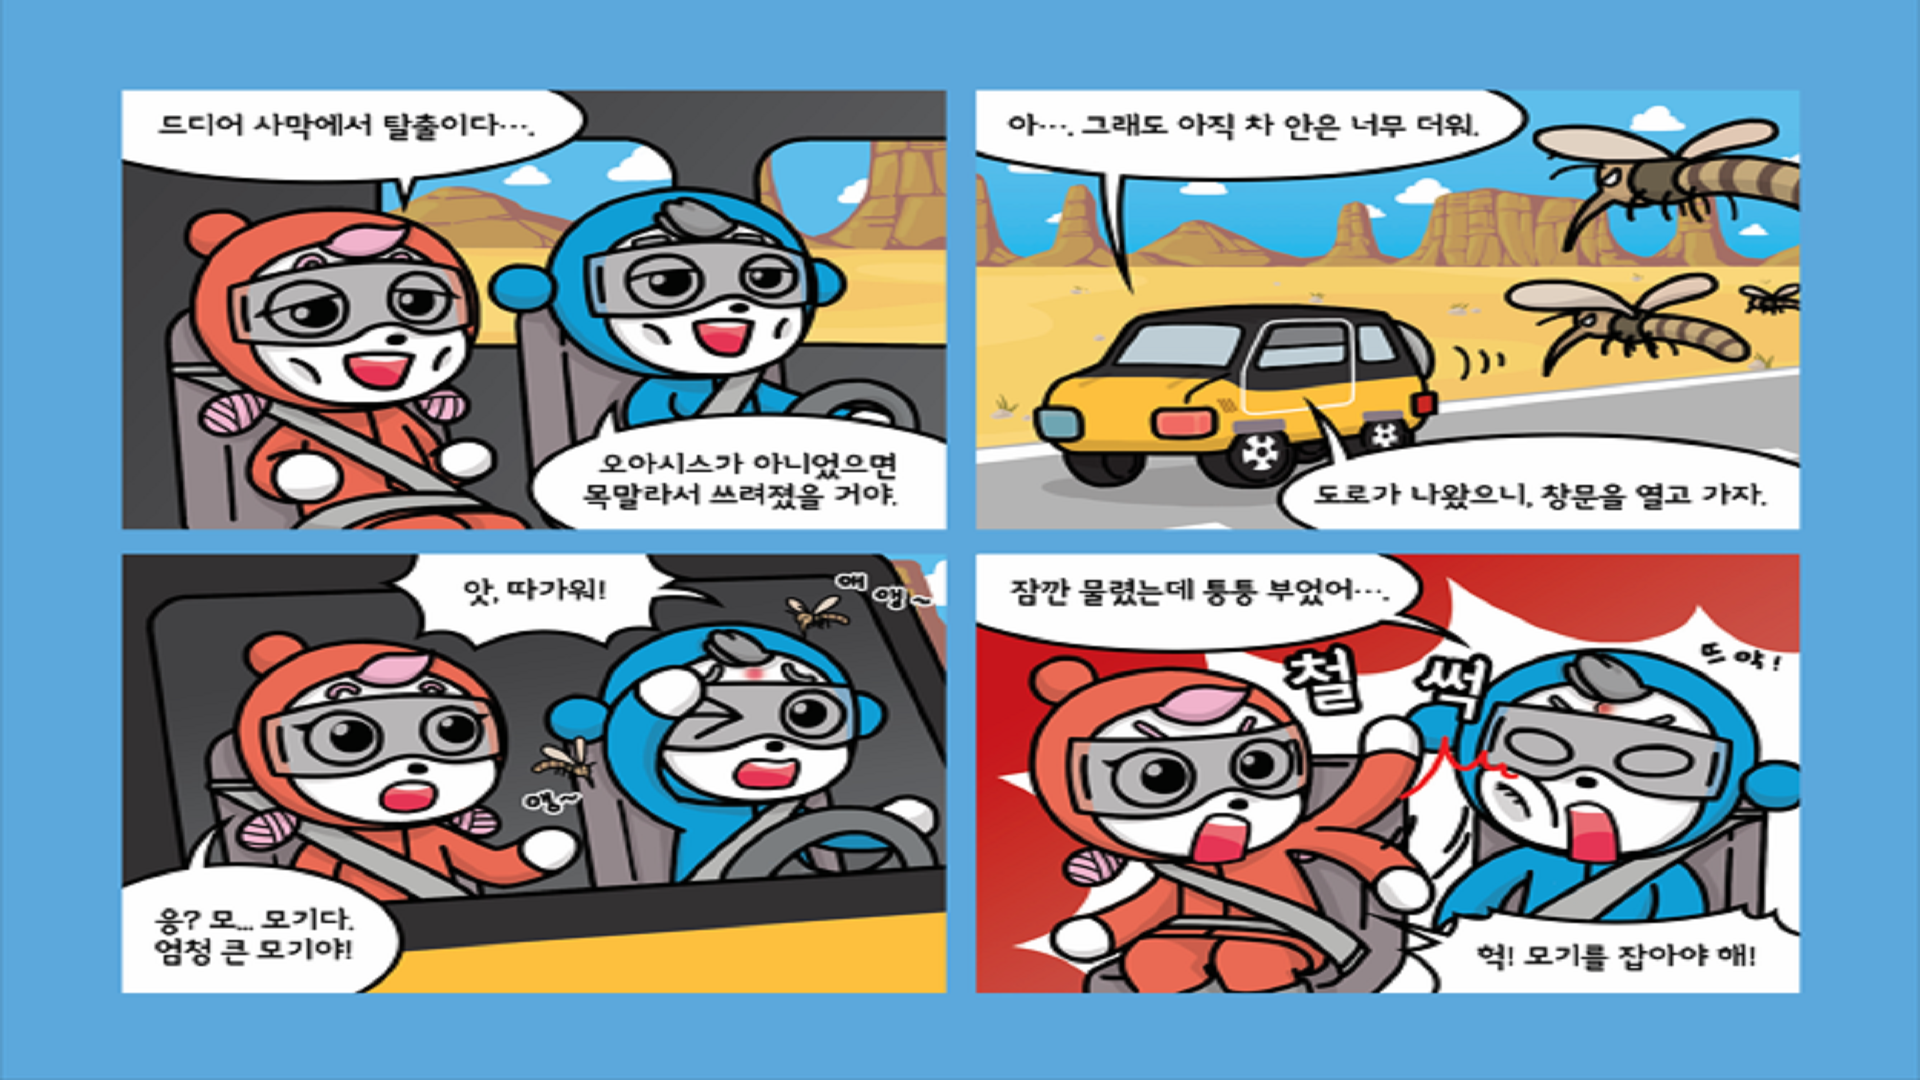 드디어 사막에서 탈출이다….
오아시스가 아니었으면
목말라서 쓰려졌을 거야.
아…. 그래도 아직 차 안은 너무 더워.
도로가 나왔으니, 창문을 열고 가자.
앗, 따가워!
애
앵~
앵~
응? 모... 모기다.
엄청 큰 모기야!
잠깐 물렸는데 퉁퉁 부었어….
철 썩
뜨악!
헉! 모기를 잡아야 해!